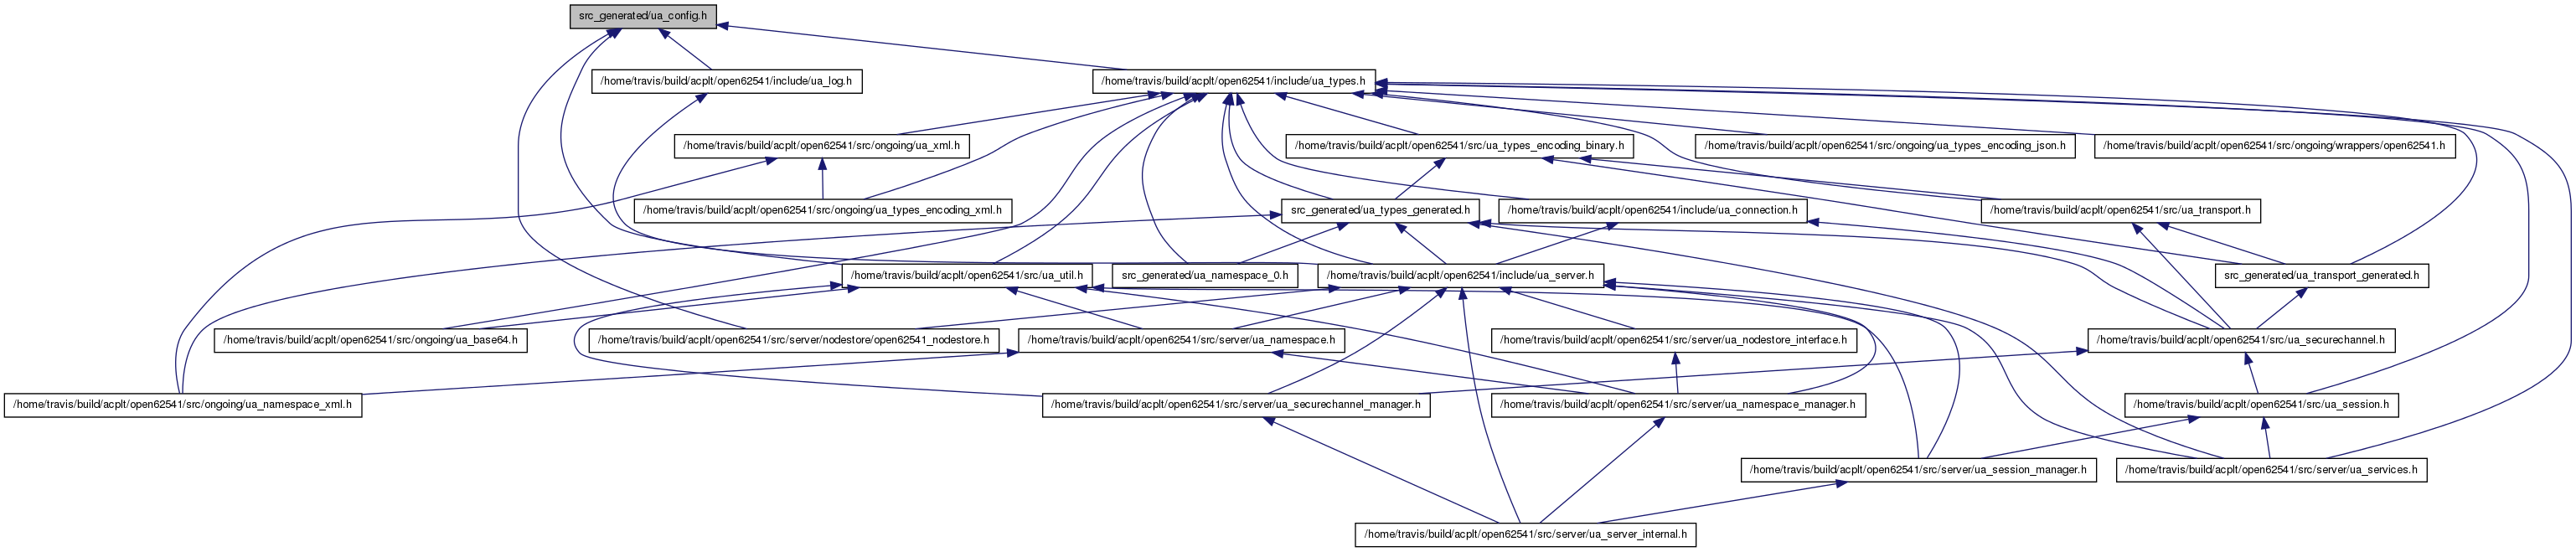 src_generated/ua_config.h
/home/travis/build/acplt/open62541/include/ua_log.h
/home/travis/build/acplt/open62541/include/ua_types.h
/home/travis/build/acplt/open62541/src/ongoing/ua_xml.h
/home/travis/build/acplt/open62541/src/ua_types_encoding_binary.h
/home/travis/build/acplt/open62541/src/ongoing/ua_types_encoding_json.h
/home/travis/build/acplt/open62541/src/ongoing/wrappers/open62541.h
/home/travis/build/acplt/open62541/src/ongoing/ua_types_encoding_xml.h
src_generated/ua_types_generated.h
/home/travis/build/acplt/open62541/include/ua_connection.h
/home/travis/build/acplt/open62541/src/ua_transport.h
/home/travis/build/acplt/open62541/src/ua_util.h
src_generated/ua_namespace_0.h
/home/travis/build/acplt/open62541/include/ua_server.h
src_generated/ua_transport_generated.h
/home/travis/build/acplt/open62541/src/ongoing/ua_base64.h
/home/travis/build/acplt/open62541/src/server/nodestore/open62541_nodestore.h
/home/travis/build/acplt/open62541/src/server/ua_namespace.h
/home/travis/build/acplt/open62541/src/server/ua_nodestore_interface.h
/home/travis/build/acplt/open62541/src/ua_securechannel.h
/home/travis/build/acplt/open62541/src/ongoing/ua_namespace_xml.h
/home/travis/build/acplt/open62541/src/server/ua_securechannel_manager.h
/home/travis/build/acplt/open62541/src/server/ua_namespace_manager.h
/home/travis/build/acplt/open62541/src/ua_session.h
/home/travis/build/acplt/open62541/src/server/ua_session_manager.h
/home/travis/build/acplt/open62541/src/server/ua_services.h
/home/travis/build/acplt/open62541/src/server/ua_server_internal.h